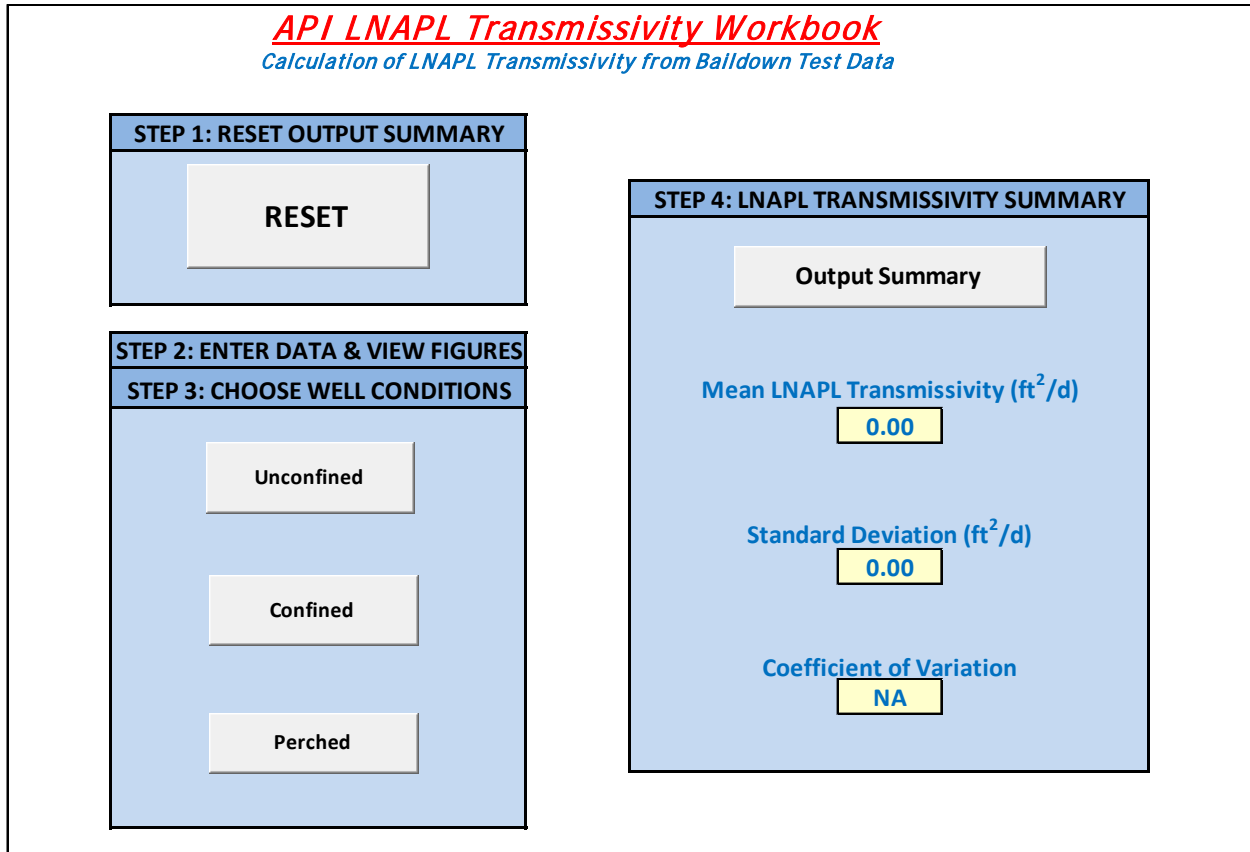 API LNAPL Transmissivity Workbook
Calculation of LNAPL Transmissivity from Baildown Test Data
STEP 1: RESET OUTPUT SUMMARY
RESET
STEP 2: ENTER DATA & VIEW FIGURES
STEP 3: CHOOSE WELL CONDITIONS
Unconfined
Confined
Perched
STEP 4: LNAPL TRANSMISSIVITY SUMMARY
Output Summary
Mean LNAPL Transmissivity (ft²/d)
0.00
Standard Deviation (ft²/d)
0.00
Coefficient of Variation
NA